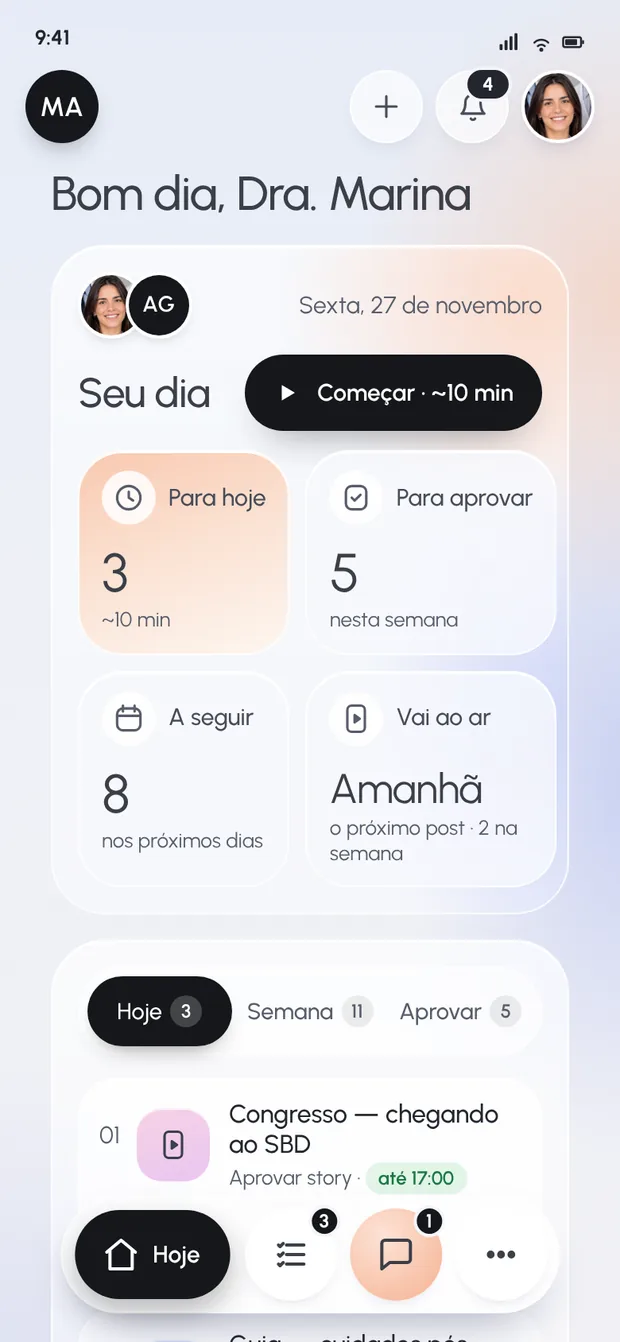 9:41
MA
4
Bom dia, Dra. Marina
AG
Sexta, 27 de novembro
Seu dia
Começar · ~10 min
Para hoje
3
~10 min
Para aprovar
5
nesta semana
A seguir
8
nos próximos dias
Vai ao ar
Amanhã
o próximo post · 2 na
semana
Hoje 3
Semana 11
Aprovar 5
01
Congresso — chegando
ao SBD
Aprovar story · até 17:00
Hoje
3
1